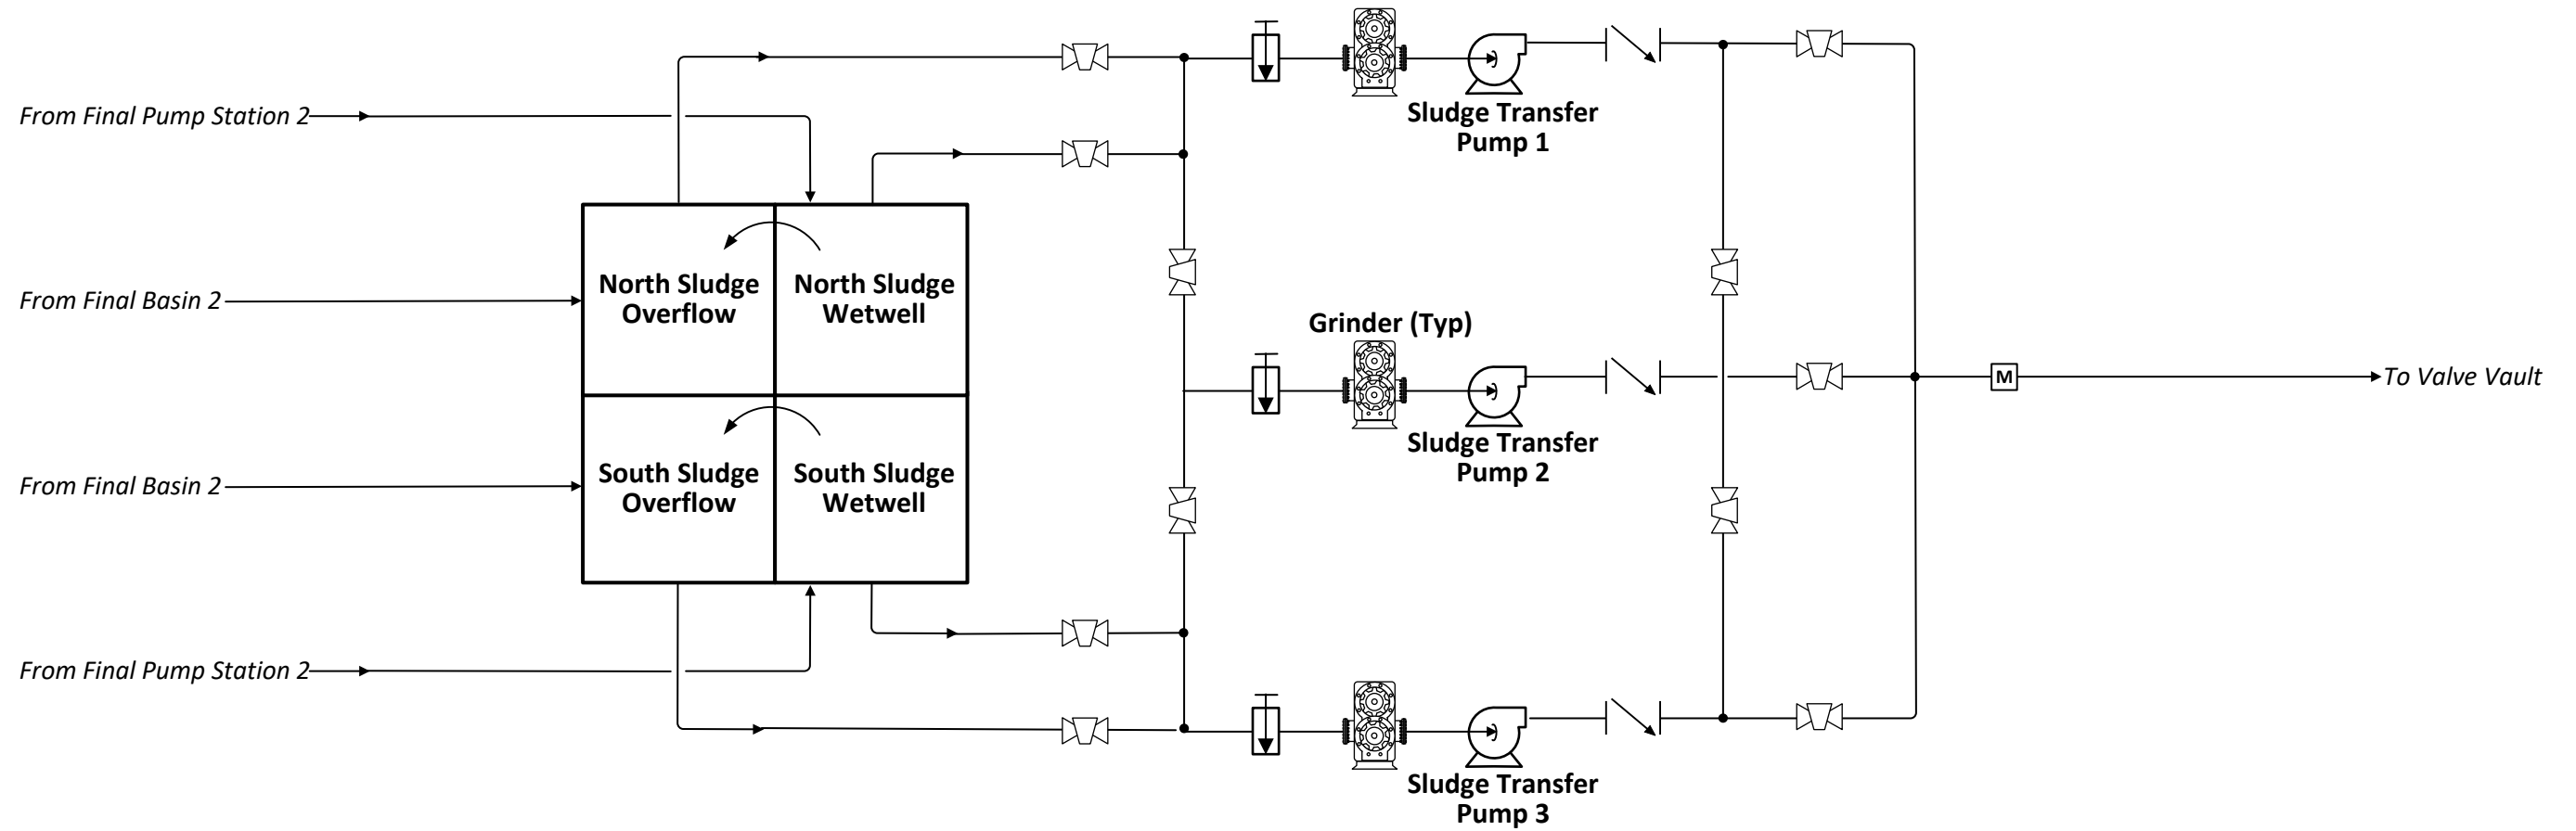 Sludge Transfer
Pump 1
From Final Pump Station 2
From Final Basin 2
North Sludge
Overflow
North Sludge
Wetwell
Grinder (Typ)
M
To Valve Vault
Sludge Transfer
Pump 2
From Final Basin 2
South Sludge
Overflow
South Sludge
Wetwell
From Final Pump Station 2
Sludge Transfer
Pump 3